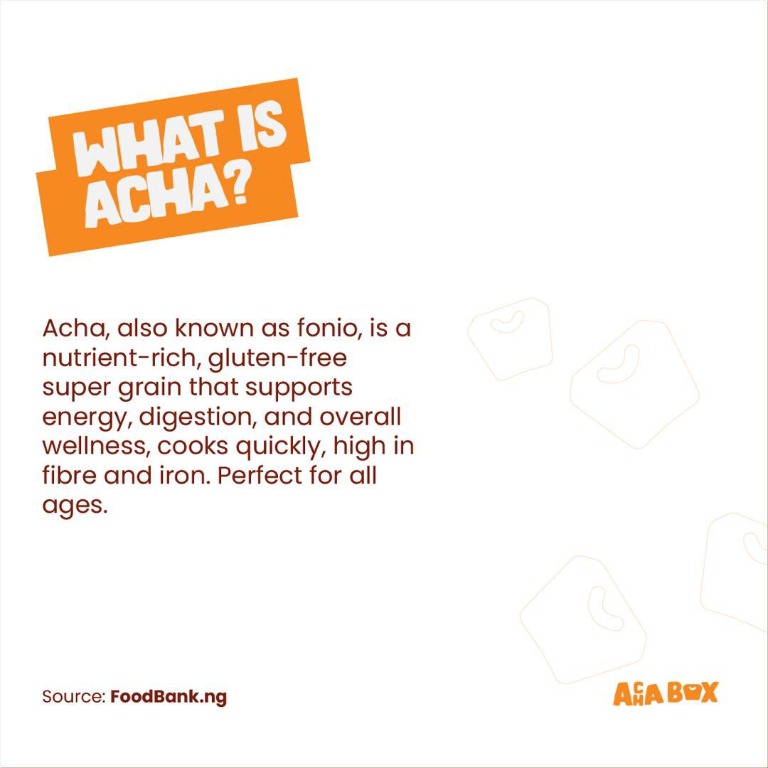 WHAT IS
ACHA?
Acha, also known as fonio, is a
nutrient-rich, gluten-free
super grain that supports
energy, digestion, and overall
wellness, cooks quickly, high in
fibre and iron. Perfect for all
ages.
Source: FoodBank.ng
ACHA BOX